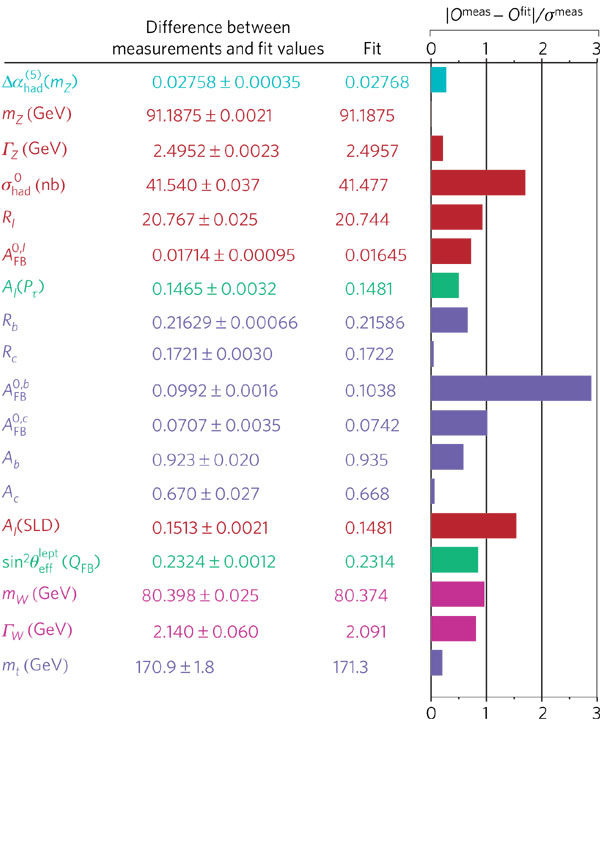 Difference between |Oᵐᵉᵃˢ – Oᶠⁱᵗ|/σᵐᵉᵃˢ
measurements and fit values Fit 0 1 2 3
Δα_had^(5)(m_Z) 0.02758 ± 0.00035 0.02768
m_Z (GeV) 91.1875 ± 0.0021 91.1875
Γ_Z (GeV) 2.4952 ± 0.0023 2.4957
σ_had^0 (nb) 41.540 ± 0.037 41.477
R_l 20.767 ± 0.025 20.744
A_FB^0,l 0.01714 ± 0.00095 0.01645
A_l(P_τ) 0.1465 ± 0.0032 0.1481
R_b 0.21629 ± 0.00066 0.21586
R_c 0.1721 ± 0.0030 0.1722
A_FB^0,b 0.0992 ± 0.0016 0.1038
A_FB^0,c 0.0707 ± 0.0035 0.0742
A_b 0.923 ± 0.020 0.935
A_c 0.670 ± 0.027 0.668
A_l(SLD) 0.1513 ± 0.0021 0.1481
sin²θ_eff^lept (Q_FB) 0.2324 ± 0.0012 0.2314
m_W (GeV) 80.398 ± 0.025 80.374
Γ_W (GeV) 2.140 ± 0.060 2.091
m_t (GeV) 170.9 ± 1.8 171.3
0 1 2 3